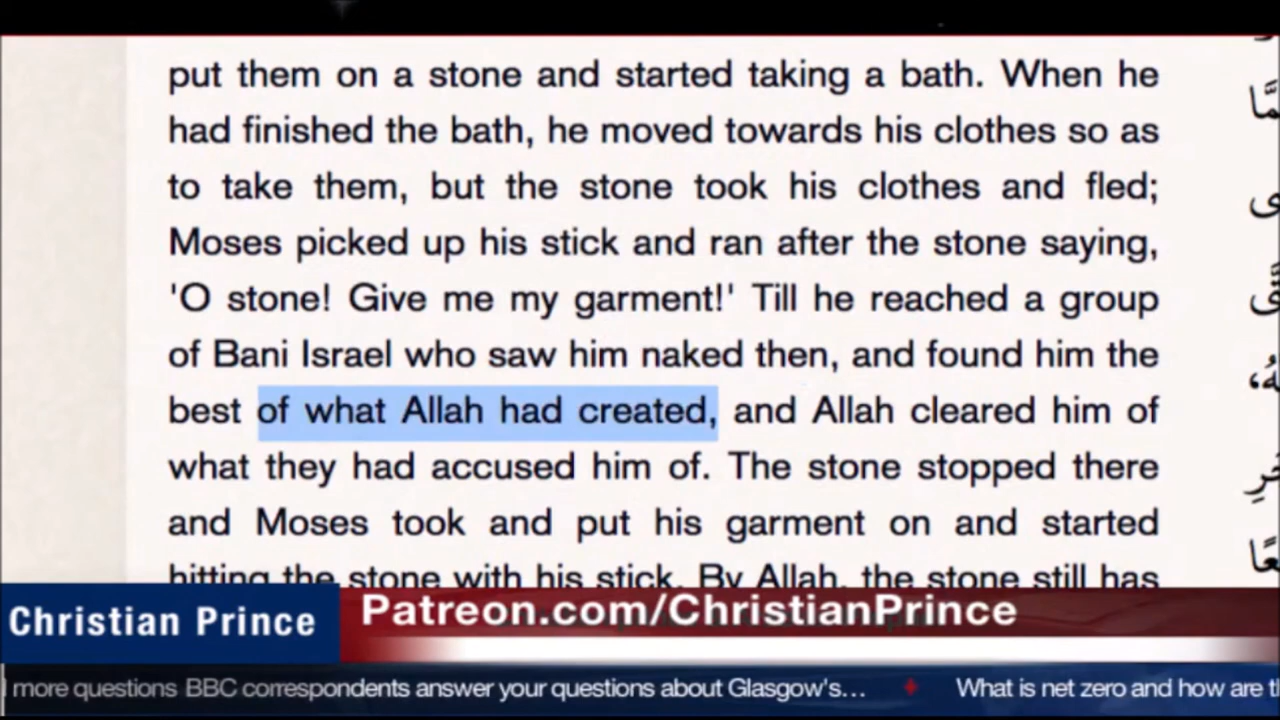 put them on a stone and started taking a bath. When he
had finished the bath, he moved towards his clothes so as
to take them, but the stone took his clothes and fled;
Moses picked up his stick and ran after the stone saying,
'O stone! Give me my garment!' Till he reached a group
of Bani Israel who saw him naked then, and found him the
best of what Allah had created, and Allah cleared him of
what they had accused him of. The stone stopped there
and Moses took and put his garment on and started
hitting the stone with his stick. By Allah, the stone still has
Christian Prince
Patreon.com/ChristianPrince
more questions BBC correspondents answer your questions about Glasgow's... What is net zero and how are